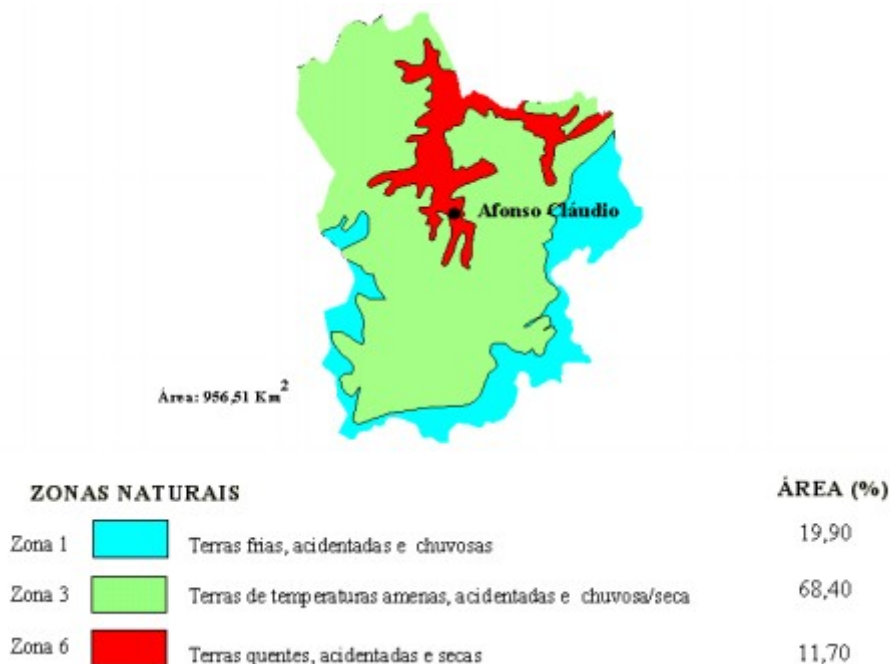 Afonso Cláudio
Área: 956,51 Km²
ZONAS NATURAIS ÁREA (%)
Zona 1 Terras frias, acidentadas e chuvosas 19,90
Zona 3 Terras de temperaturas amenas, acidentadas e chuvosa/seca 68,40
Zona 6 Terras quentes, acidentadas e secas 11,70